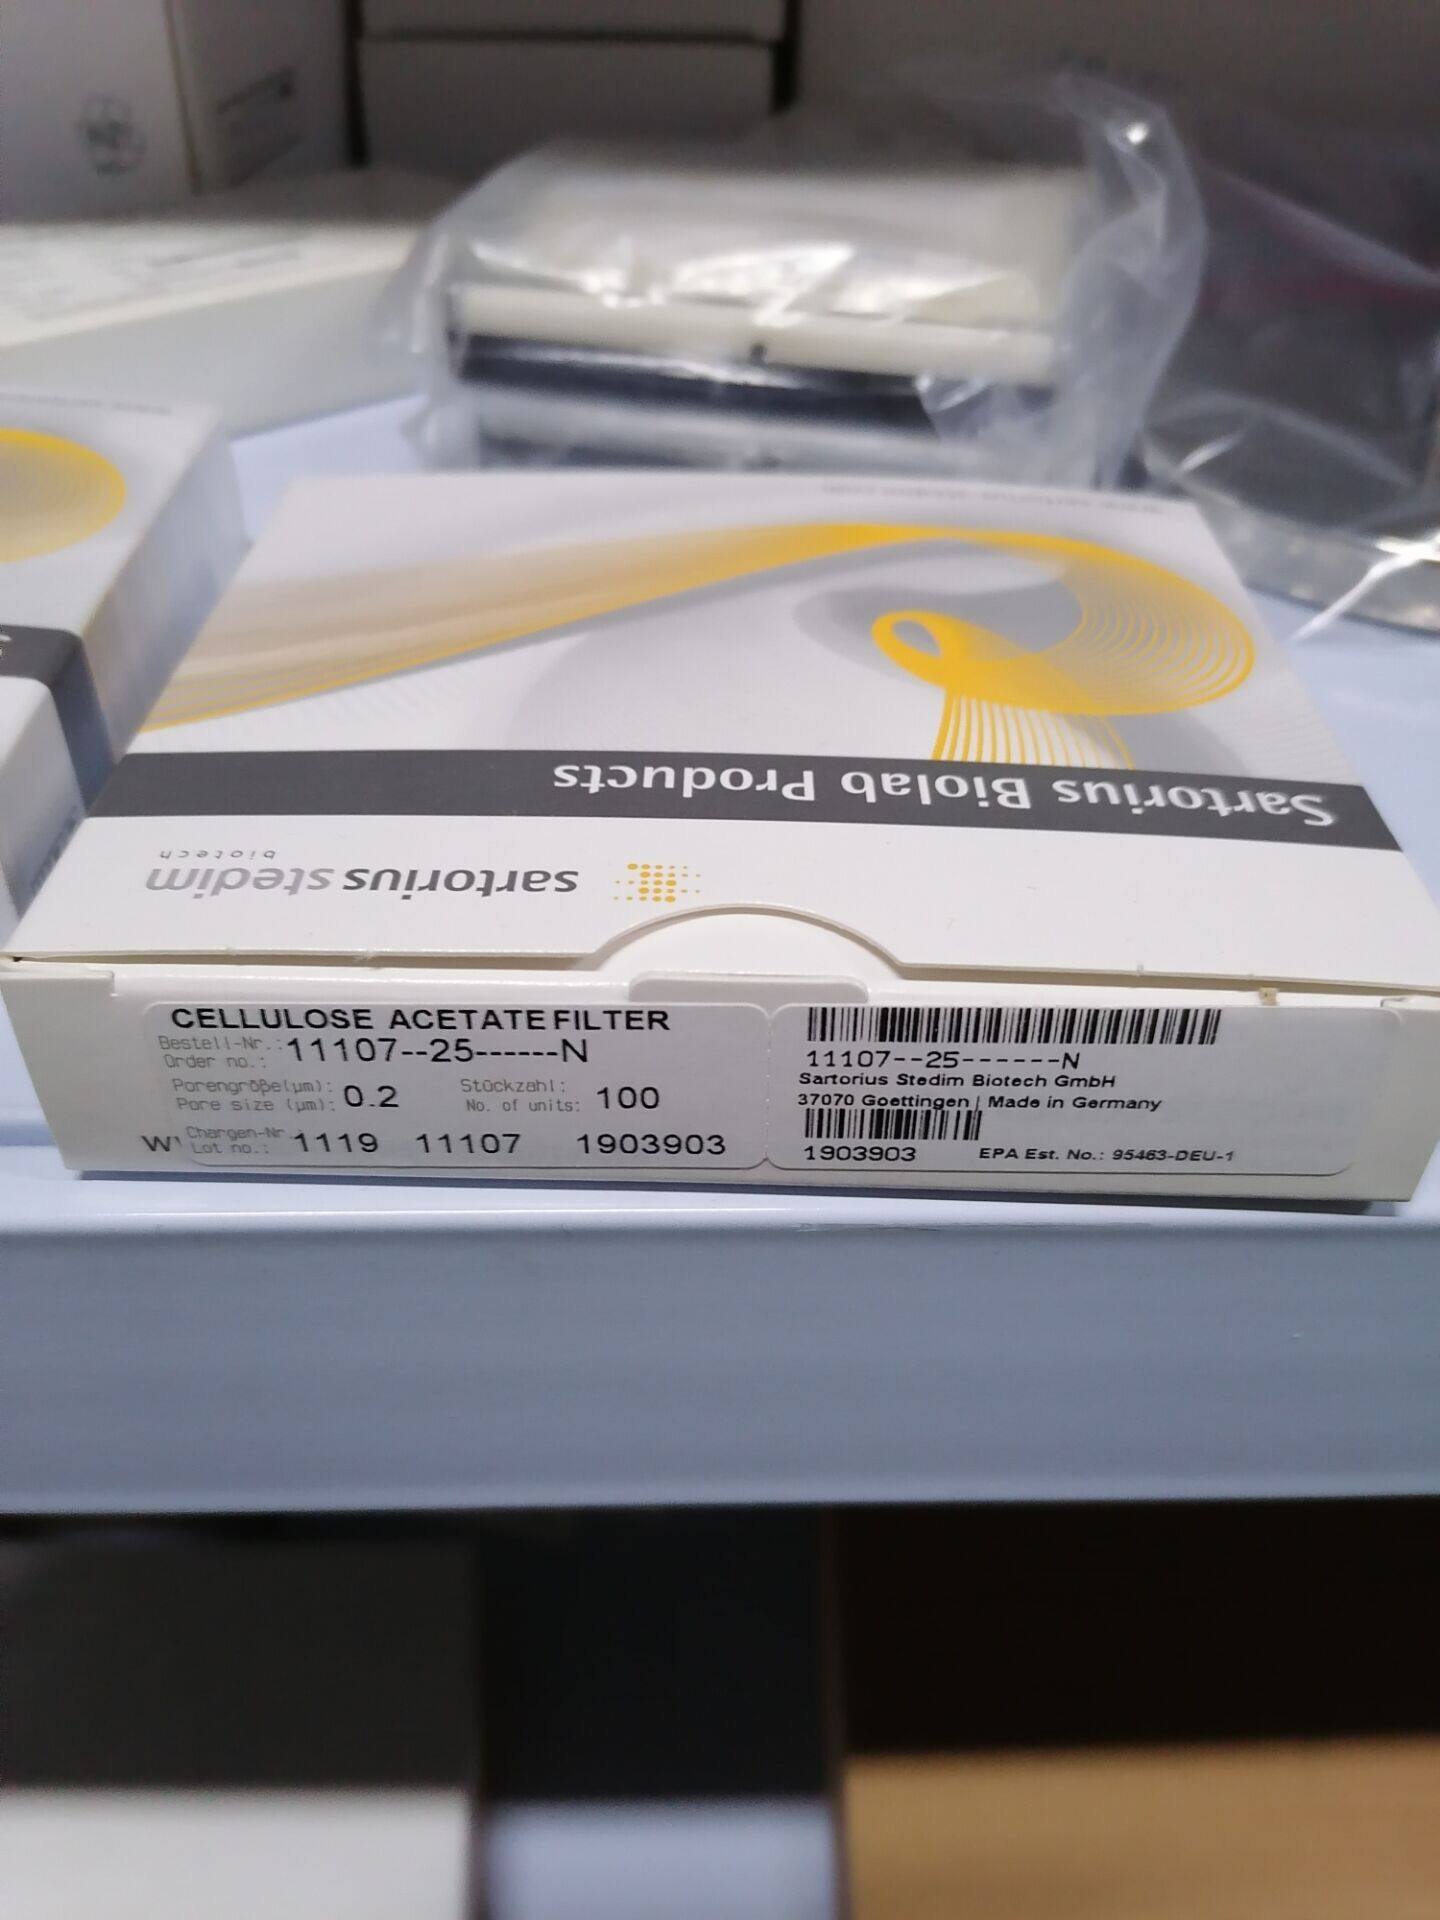 Sartorius Biolab Products
sartorius stedim
biotech
CELLULOSE ACETATE FILTER
Bestell-Nr.:
Order no.: 11107--25------N
Porengröße(µm):
Pore size (µm): 0.2
Stückzahl:
No. of units: 100
Chargen-Nr.:
Lot no.: 1119 11107 1903903
11107--25------N
Sartorius Stedim Biotech GmbH
37070 Goettingen | Made in Germany
1903903 EPA Est. No.: 95463-DEU-1